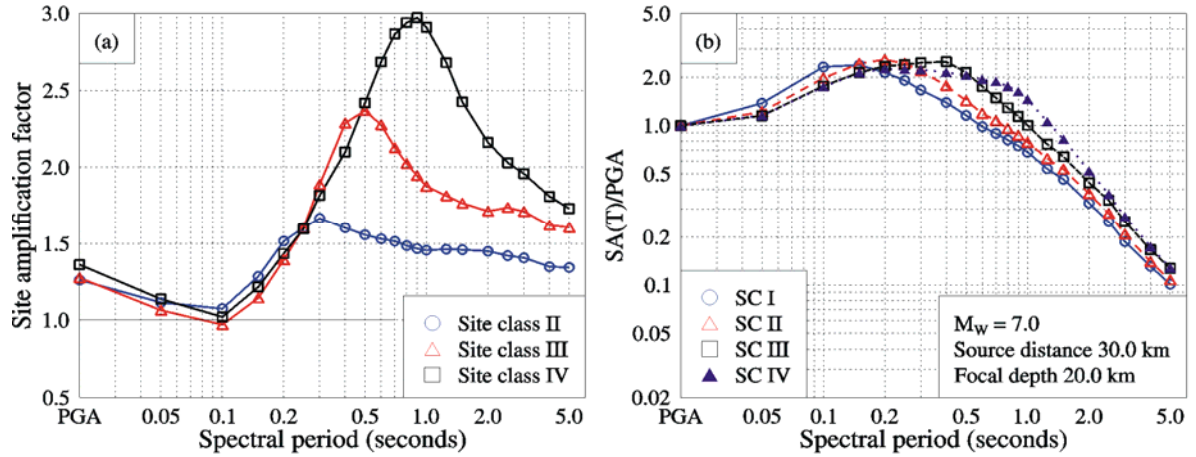 (a)
Site amplification factor
3.0
2.5
2.0
1.5
1.0
0.5
PGA 0.05 0.1 0.2 0.5 1.0 2.0 5.0
Spectral period (seconds)
Site class II
Site class III
Site class IV
(b)
SA(T)/PGA
5.0
2.0
1.0
0.5
0.2
0.1
0.05
0.02
PGA 0.05 0.1 0.2 0.5 1.0 2.0 5.0
Spectral period (seconds)
SC I
SC II
SC III
SC IV
M_W = 7.0
Source distance 30.0 km
Focal depth 20.0 km